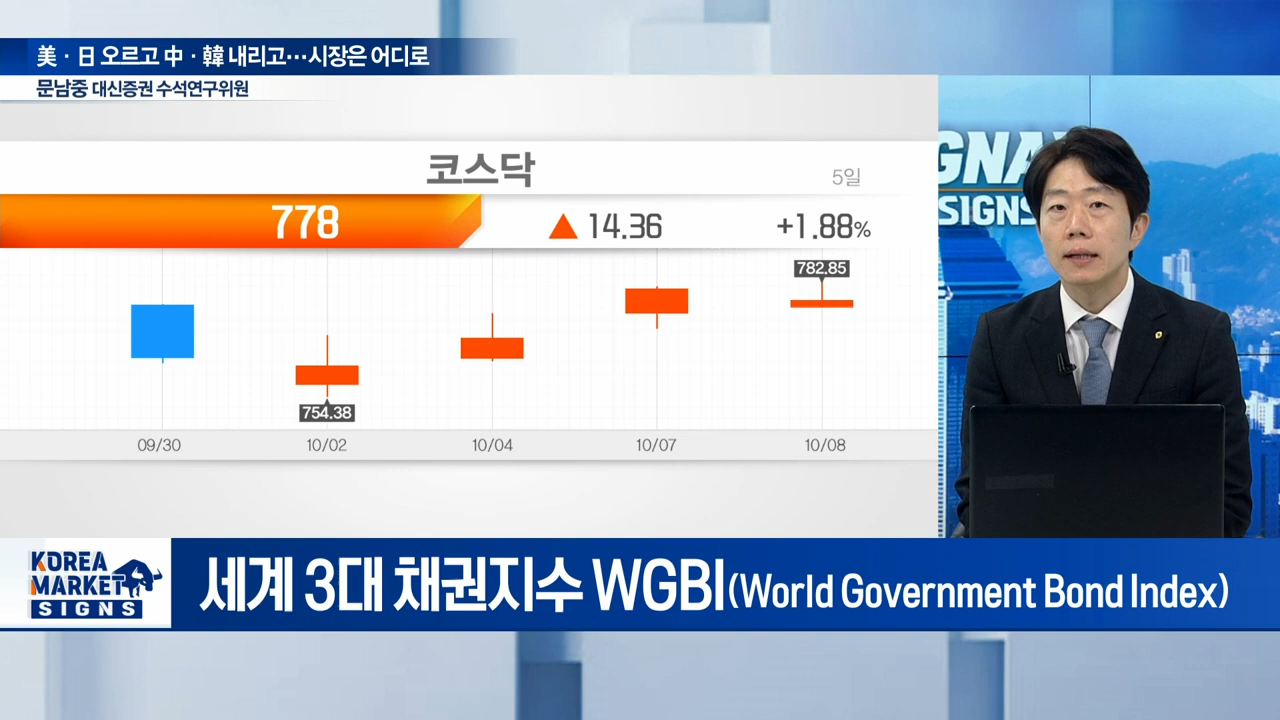 美·日 오르고 中·韓 내리고…시장은 어디로
문남중 대신증권 수석연구위원
코스닥
5일
778 ▲ 14.36 +1.88%
782.85
754.38
09/30 10/02 10/04 10/07 10/08
GNA
SIGNS
KOREA
MARKET
SIGNS
세계 3대 채권지수 WGBI(World Government Bond Index)